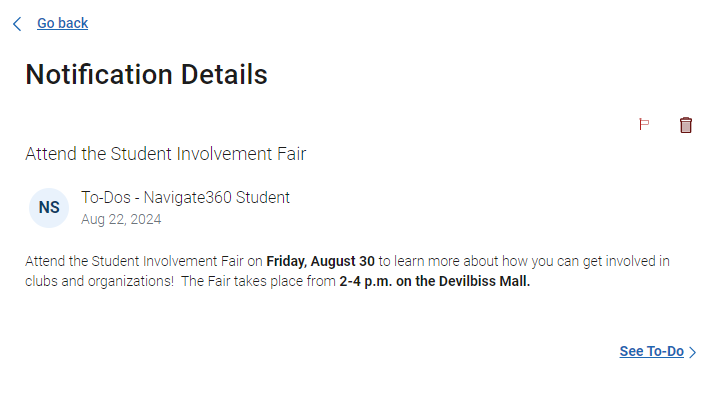 Go back
Notification Details
Attend the Student Involvement Fair
NS
To-Dos - Navigate360 Student
Aug 22, 2024
Attend the Student Involvement Fair on Friday, August 30 to learn more about how you can get involved in
clubs and organizations!  The Fair takes place from 2-4 p.m. on the Devilbiss Mall.
See To-Do